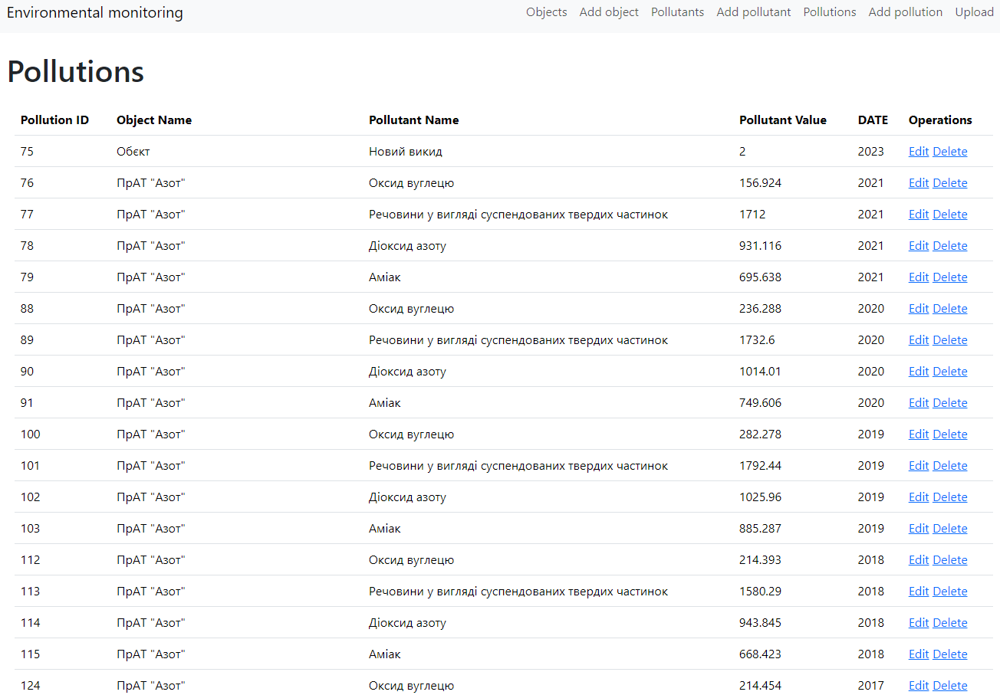 Environmental monitoring Objects Add object Pollutants Add pollutant Pollutions Add pollution Upload
Pollutions
Pollution ID Object Name Pollutant Name Pollutant Value DATE Operations
75 Обєкт Новий викид 2 2023 Edit Delete
76 ПрАТ "Азот" Оксид вуглецю 156.924 2021 Edit Delete
77 ПрАТ "Азот" Речовини у вигляді суспендованих твердих частинок 1712 2021 Edit Delete
78 ПрАТ "Азот" Діоксид азоту 931.116 2021 Edit Delete
79 ПрАТ "Азот" Аміак 695.638 2021 Edit Delete
88 ПрАТ "Азот" Оксид вуглецю 236.288 2020 Edit Delete
89 ПрАТ "Азот" Речовини у вигляді суспендованих твердих частинок 1732.6 2020 Edit Delete
90 ПрАТ "Азот" Діоксид азоту 1014.01 2020 Edit Delete
91 ПрАТ "Азот" Аміак 749.606 2020 Edit Delete
100 ПрАТ "Азот" Оксид вуглецю 282.278 2019 Edit Delete
101 ПрАТ "Азот" Речовини у вигляді суспендованих твердих частинок 1792.44 2019 Edit Delete
102 ПрАТ "Азот" Діоксид азоту 1025.96 2019 Edit Delete
103 ПрАТ "Азот" Аміак 885.287 2019 Edit Delete
112 ПрАТ "Азот" Оксид вуглецю 214.393 2018 Edit Delete
113 ПрАТ "Азот" Речовини у вигляді суспендованих твердих частинок 1580.29 2018 Edit Delete
114 ПрАТ "Азот" Діоксид азоту 943.845 2018 Edit Delete
115 ПрАТ "Азот" Аміак 668.423 2018 Edit Delete
124 ПрАТ "Азот" Оксид вуглецю 214.454 2017 Edit Delete